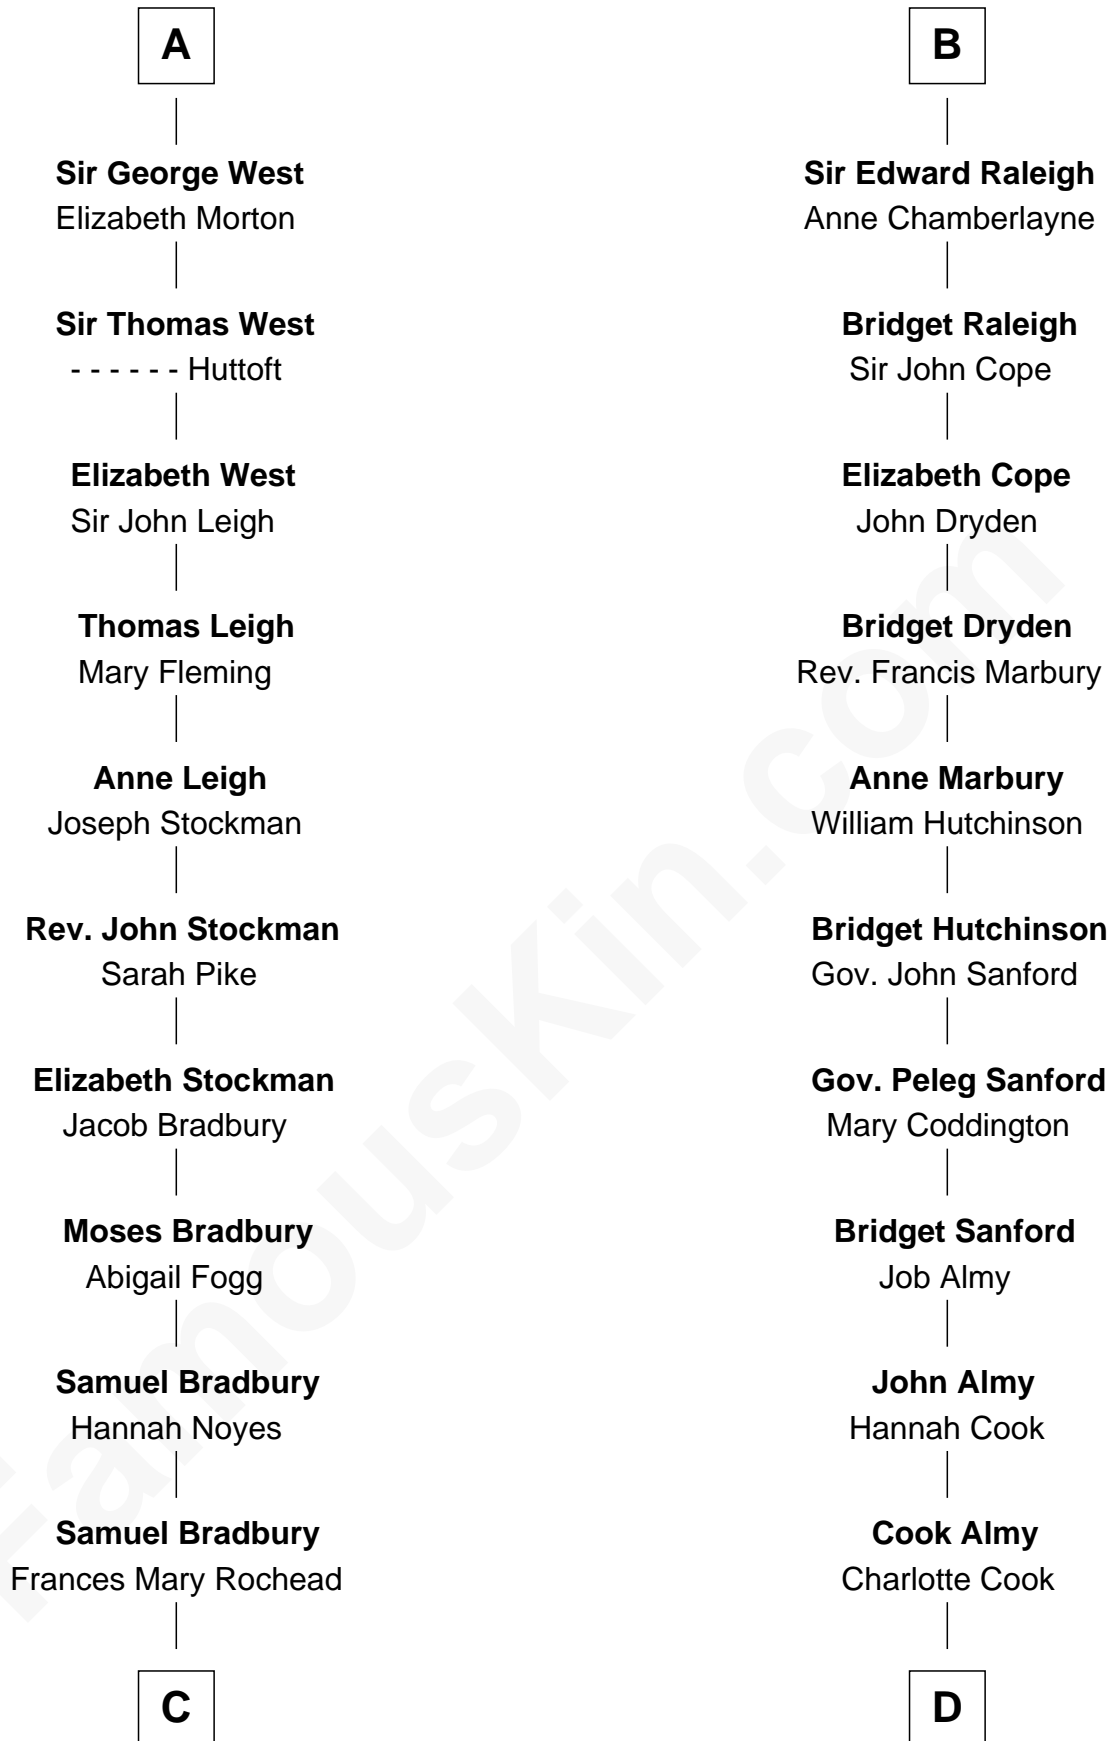 A
Sir George West
Elizabeth Morton
Sir Thomas West
- - - - - - Huttoft
Elizabeth West
Sir John Leigh
Thomas Leigh
Mary Fleming
Anne Leigh
Joseph Stockman
Rev. John Stockman
Sarah Pike
Elizabeth Stockman
Jacob Bradbury
Moses Bradbury
Abigail Fogg
Samuel Bradbury
Hannah Noyes
Samuel Bradbury
Frances Mary Rochead
C
B
Sir Edward Raleigh
Anne Chamberlayne
Bridget Raleigh
Sir John Cope
Elizabeth Cope
John Dryden
Bridget Dryden
Rev. Francis Marbury
Anne Marbury
William Hutchinson
Bridget Hutchinson
Gov. John Sanford
Gov. Peleg Sanford
Mary Coddington
Bridget Sanford
Job Almy
John Almy
Hannah Cook
Cook Almy
Charlotte Cook
D
FamousKin.com